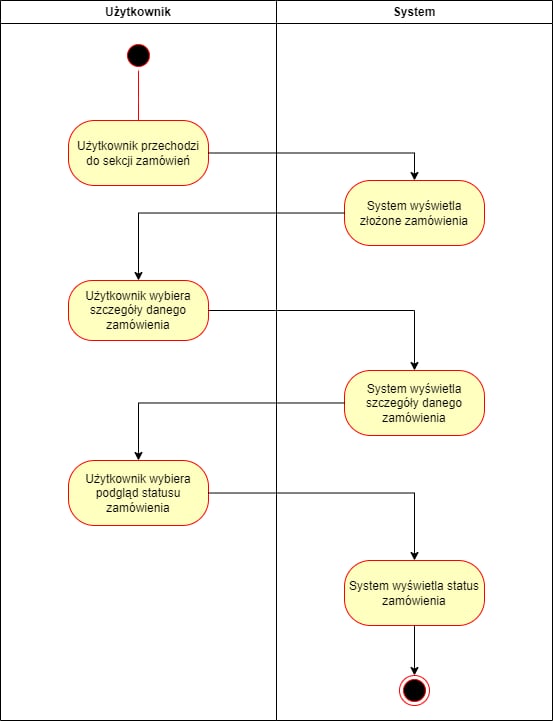 Użytkownik
System
Użytkownik przechodzi
do sekcji zamówień
System wyświetla
złożone zamówienia
Użytkownik wybiera
szczegóły danego
zamówienia
System wyświetla
szczegóły danego
zamówienia
Użytkownik wybiera
podgląd statusu
zamówienia
System wyświetla status
zamówienia